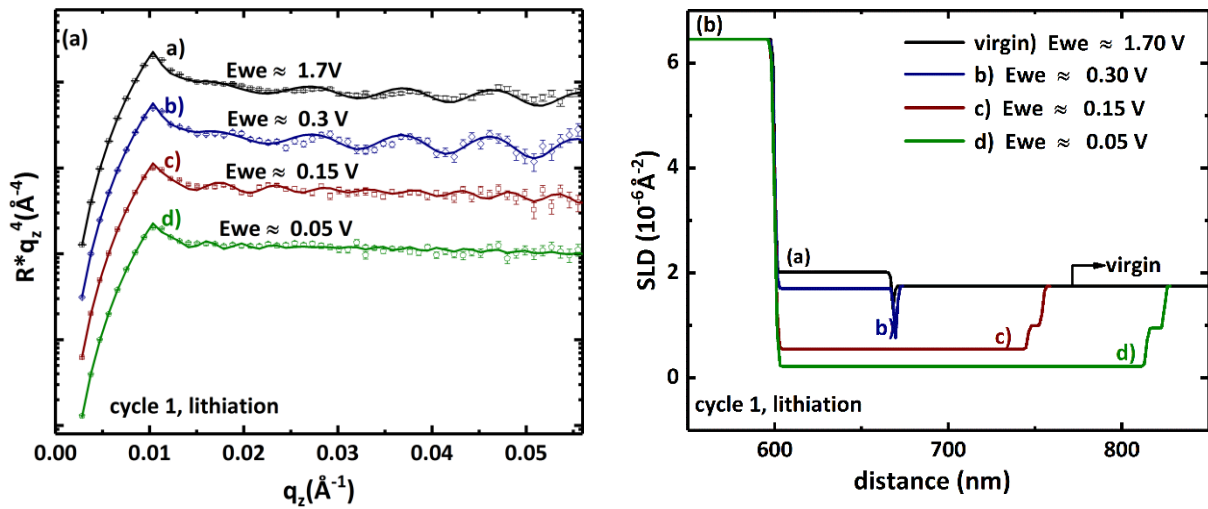 (a)
a)
Ewe ≈ 1.7V
b)
Ewe ≈ 0.3 V
c)
Ewe ≈ 0.15 V
d)
Ewe ≈ 0.05 V
cycle 1, lithiation
R*q_z^4(Å^-4)
0.00 0.01 0.02 0.03 0.04 0.05
q_z(Å^-1)
(b)
virgin) Ewe ≈ 1.70 V
b) Ewe ≈ 0.30 V
c) Ewe ≈ 0.15 V
d) Ewe ≈ 0.05 V
6
4
2
0
SLD (10^-6Å^-2)
(a)
virgin
b)
c)
d)
cycle 1, lithiation
600 700 800
distance (nm)